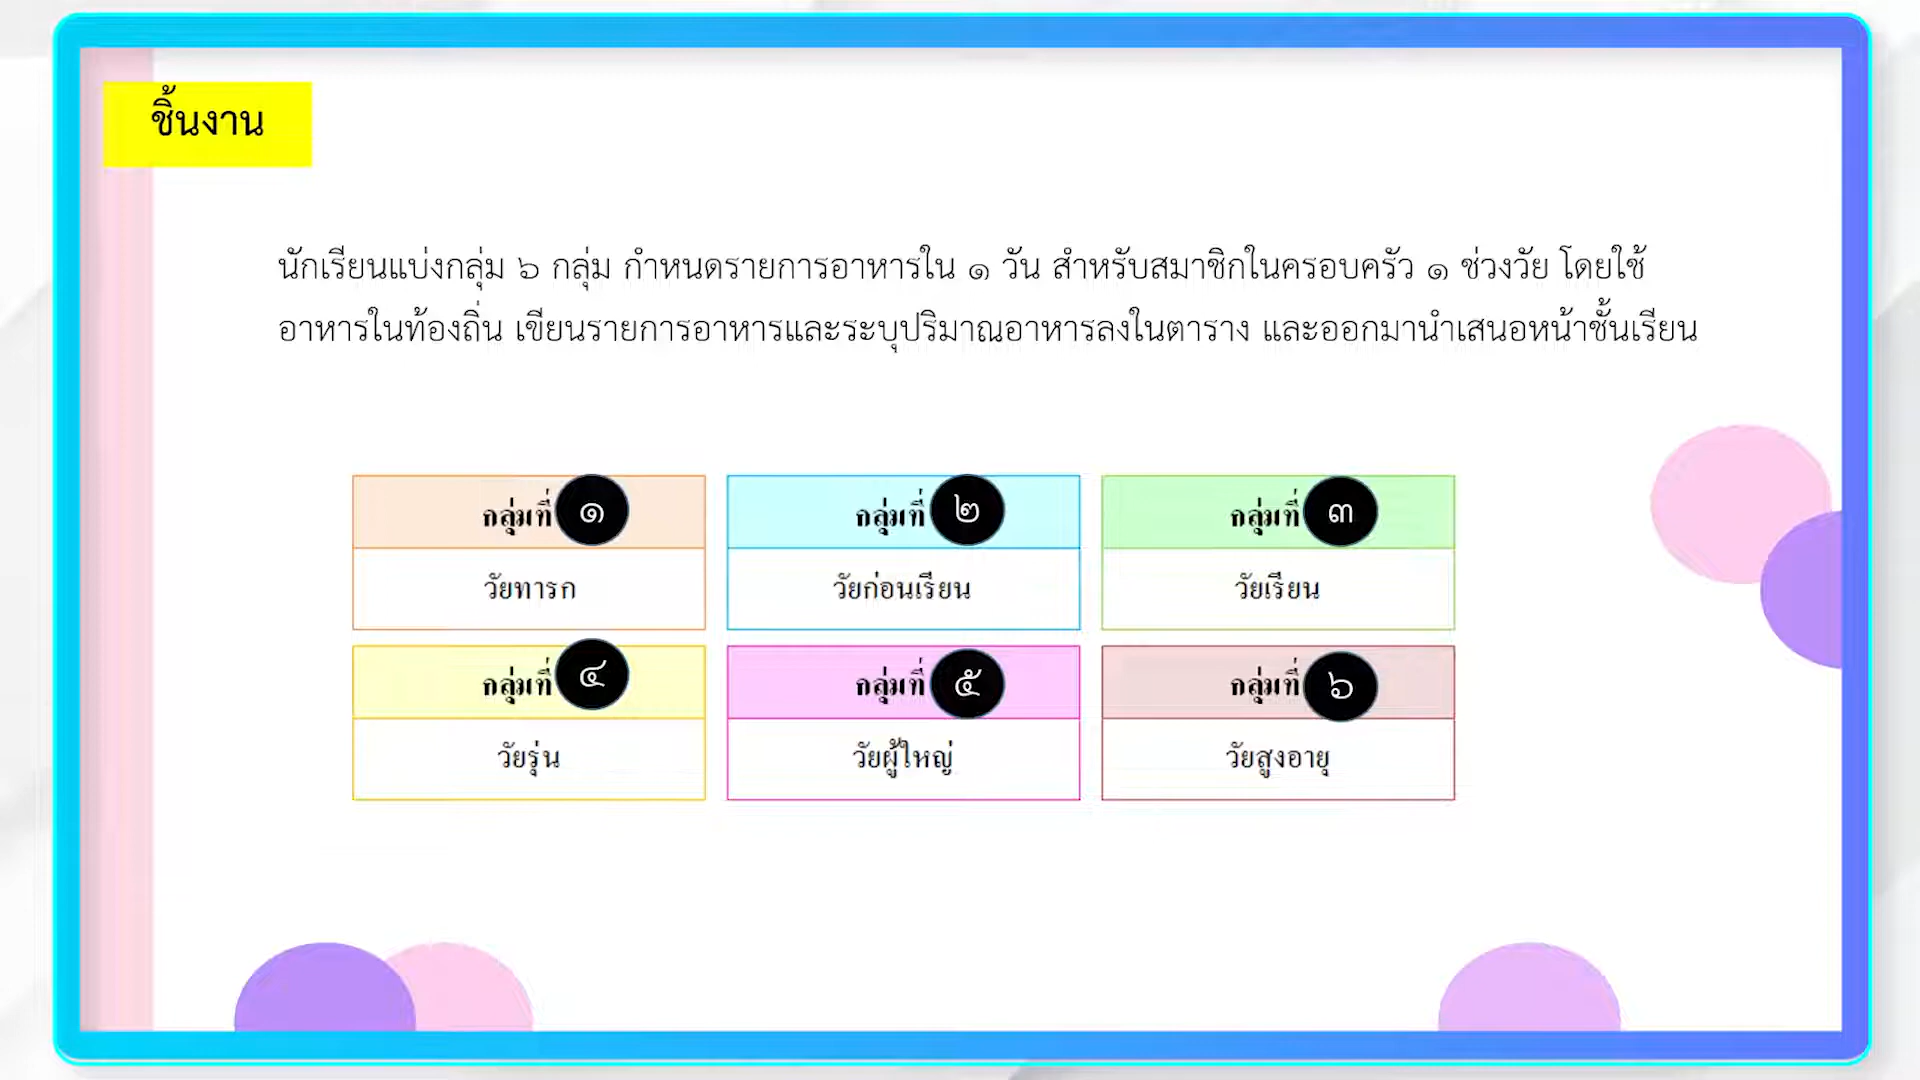 ชิ้นงาน
นักเรียนแบ่งกลุ่ม ๖ กลุ่ม กำหนดรายการอาหารใน ๑ วัน สำหรับสมาชิกในครอบครัว ๑ ช่วงวัย โดยใช้
อาหารในท้องถิ่น เขียนรายการอาหารและระบุปริมาณอาหารลงในตาราง และออกมานำเสนอหน้าชั้นเรียน
กลุ่มที่ ๑
วัยทารก
กลุ่มที่ ๒
วัยก่อนเรียน
กลุ่มที่ ๓
วัยเรียน
กลุ่มที่ ๔
วัยรุ่น
กลุ่มที่ ๕
วัยผู้ใหญ่
กลุ่มที่ ๖
วัยสูงอายุ